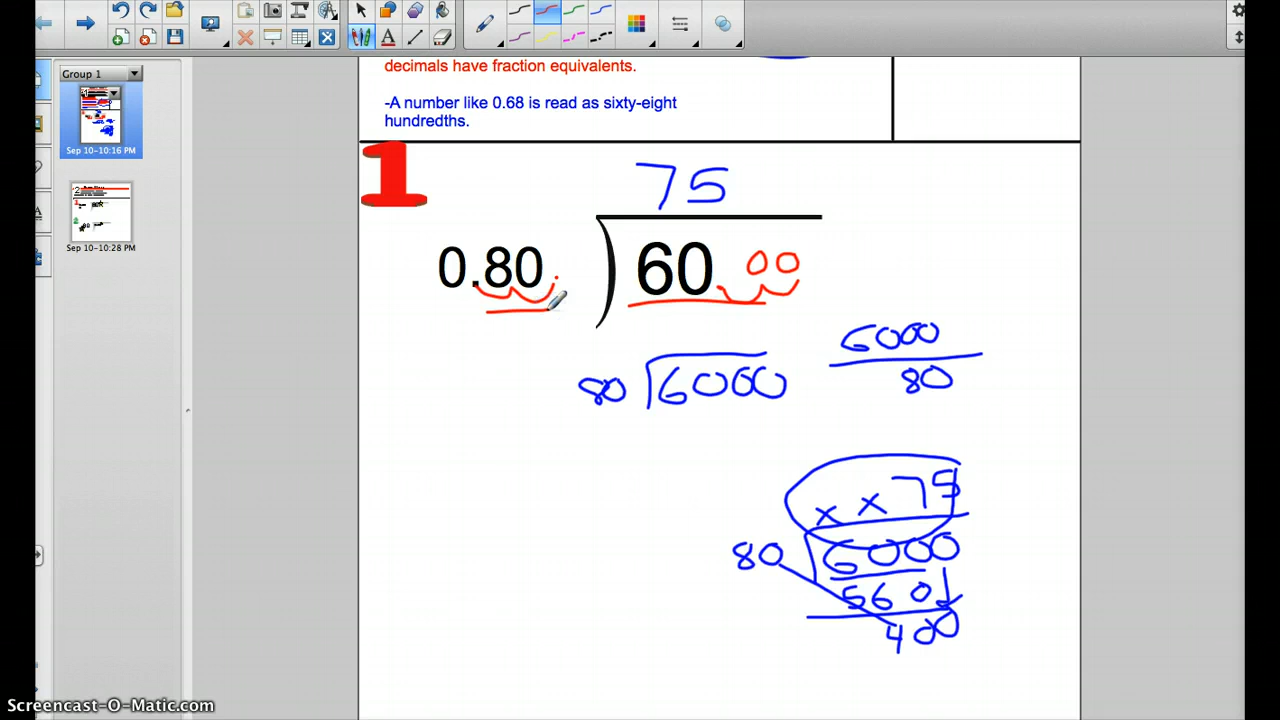 Group 1
Sep 10-10:16 PM
Sep 10-10:28 PM
decimals have fraction equivalents.
-A number like 0.68 is read as sixty-eight
hundredths.
1
75
0.80 . 60 00
6000
80
80 6000
x x 75
80 6000
560
400
Screencast-O-Matic.com